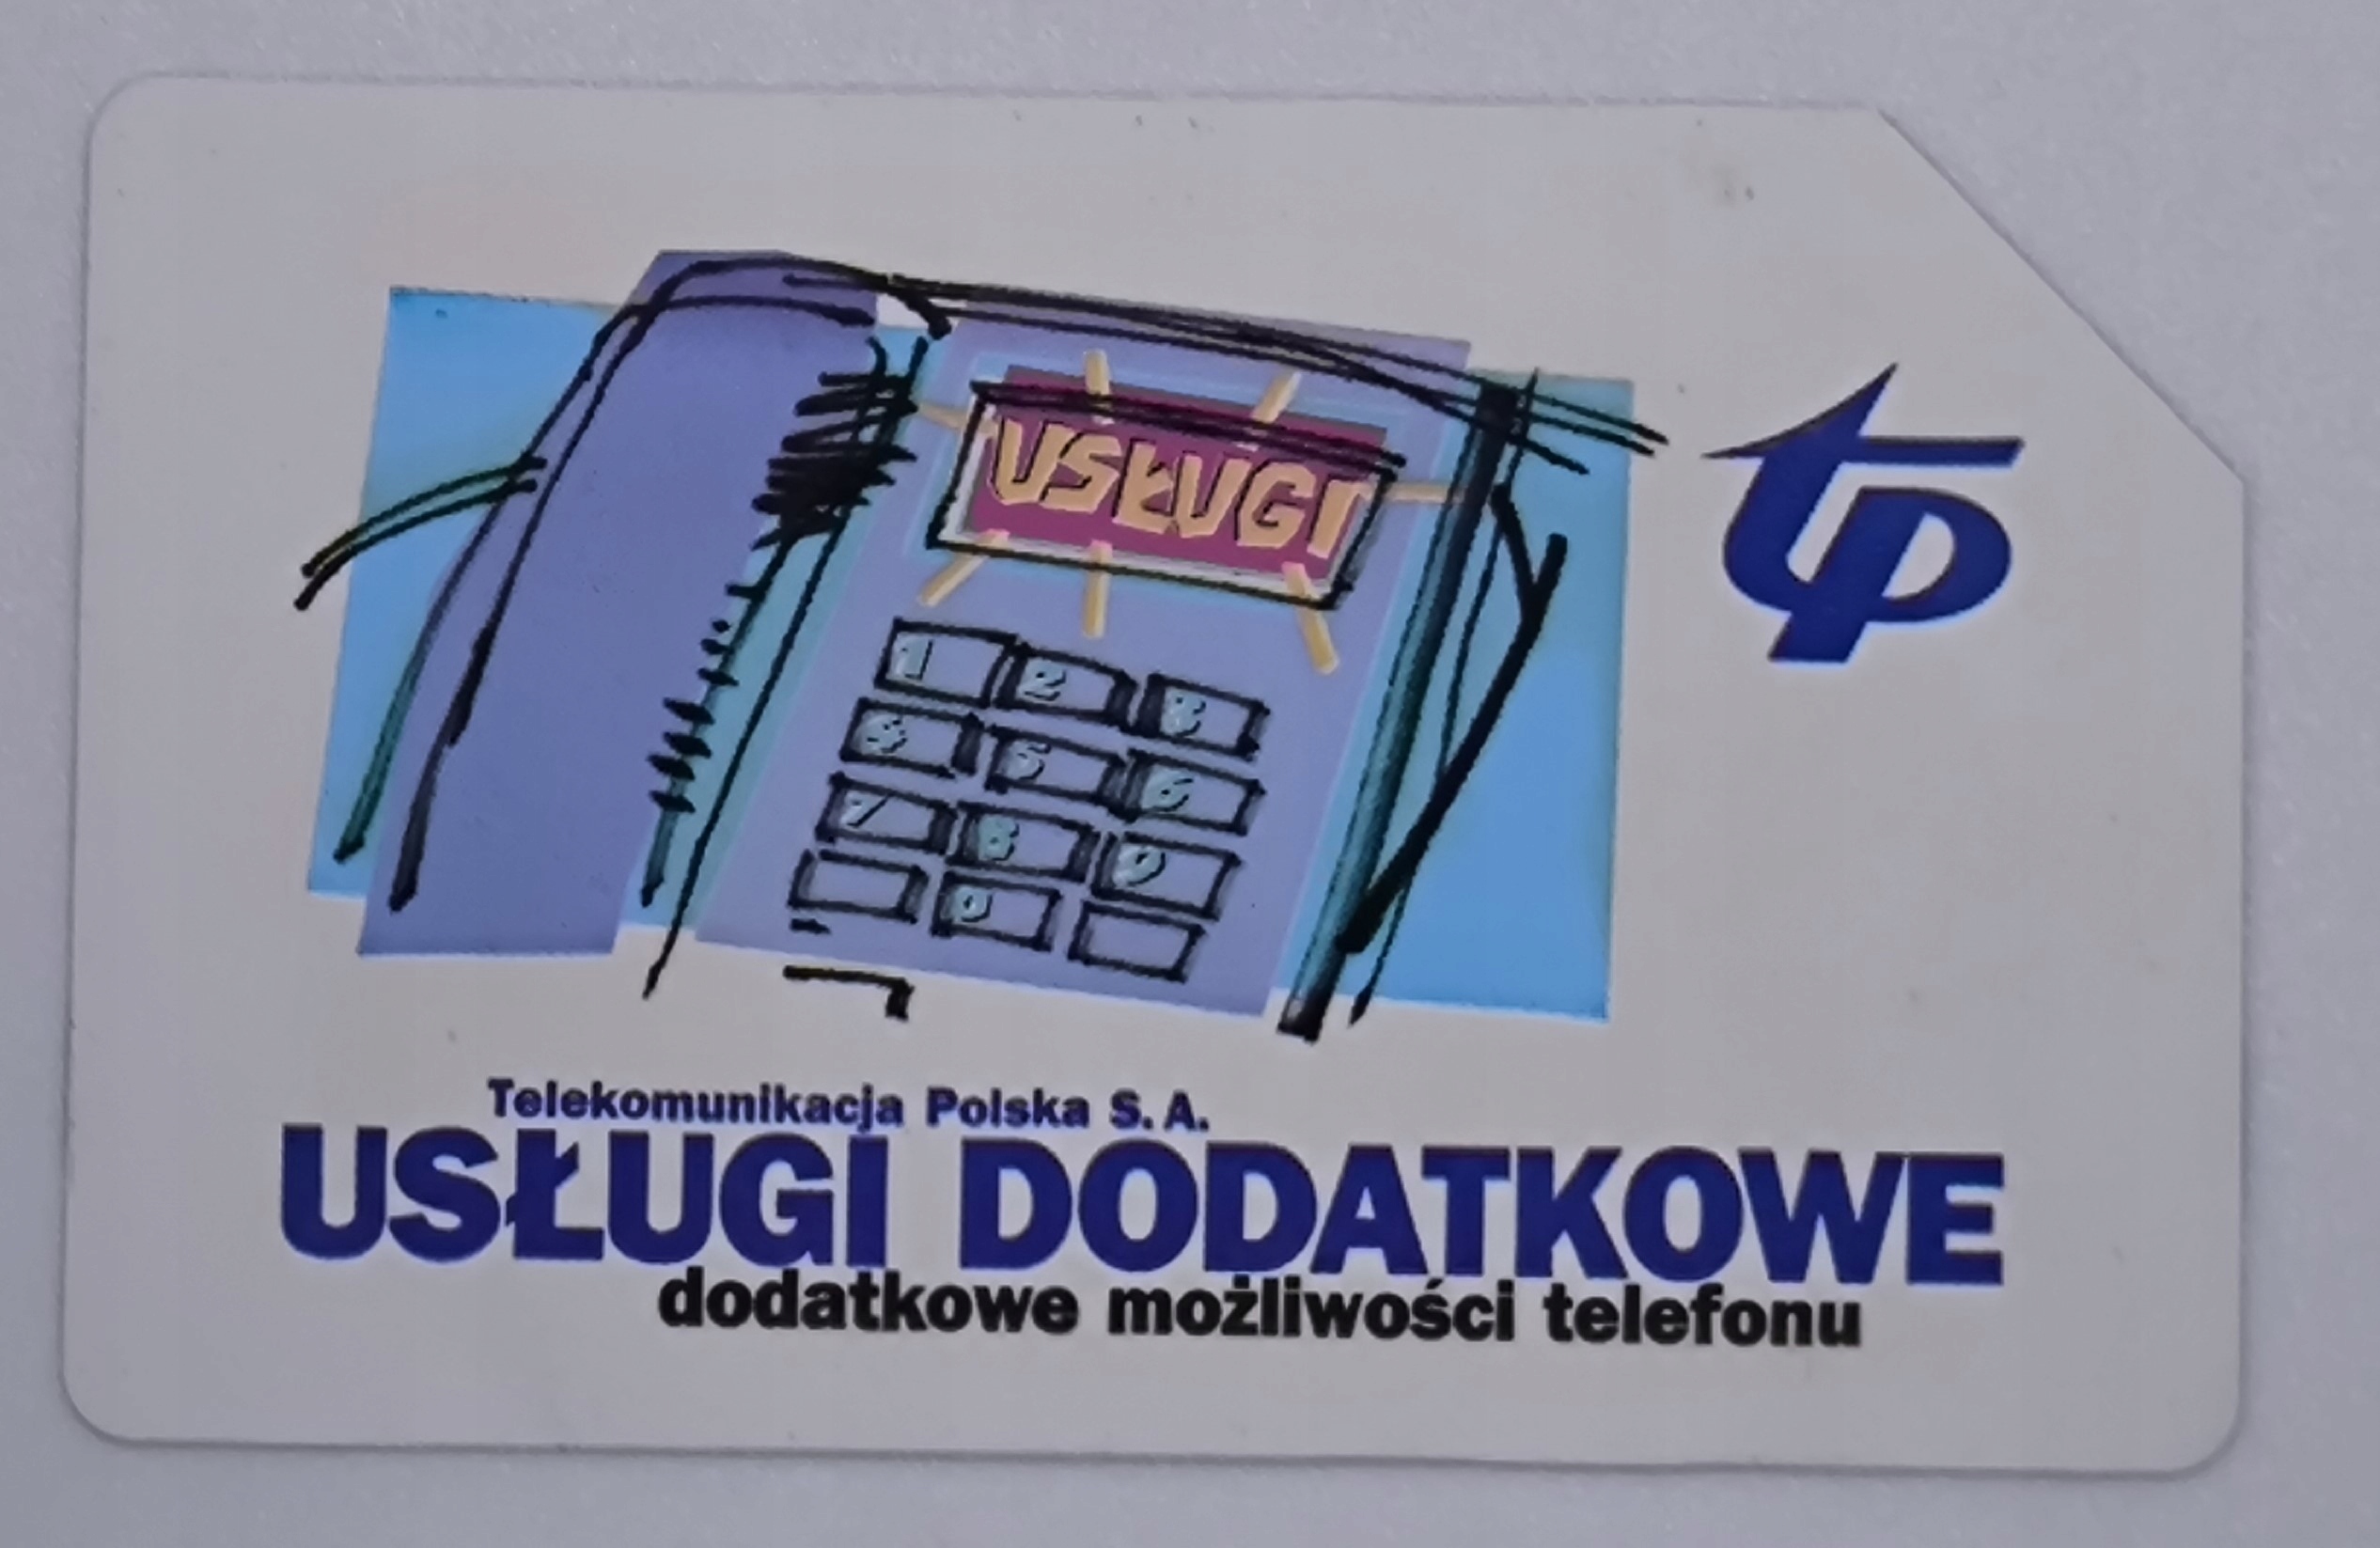 USŁUGI
1 2 3
4 5 6
7 8 9
0
tp
Telekomunikacja Polska S.A.
USŁUGI DODATKOWE
dodatkowe możliwości telefonu